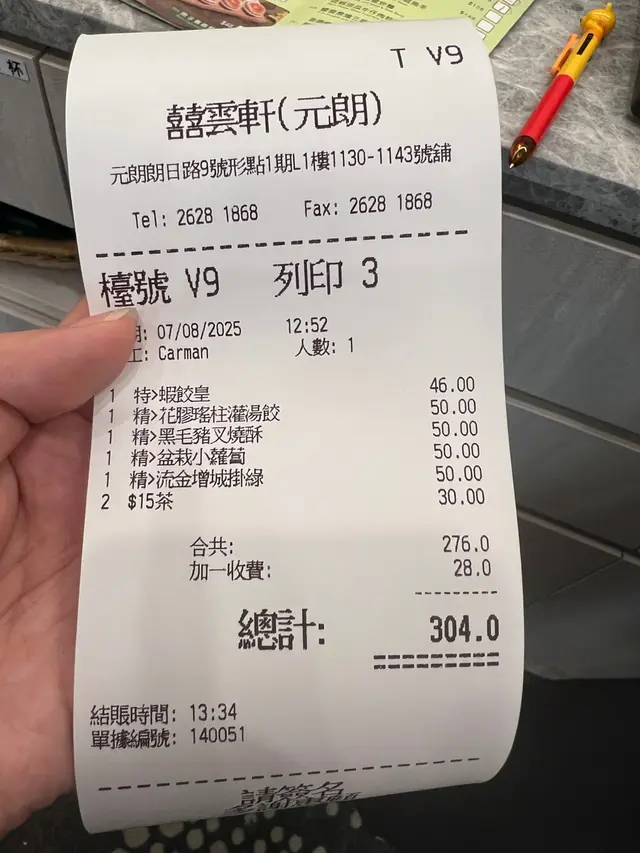 T V9
囍雲軒(元朗)
元朗朗日路9號形點1期L1樓1130-1143號舖
Tel: 2628 1868 Fax: 2628 1868
檯號 V9 列印 3
: 07/08/2025 12:52
: Carman 人數: 1
1 特>蝦餃皇 46.00
1 精>花膠瑤柱灌湯餃 50.00
1 精>黑毛豬叉燒酥 50.00
1 精>盆栽小蘿蔔 50.00
1 精>流金增城掛綠 50.00
2 $15茶 30.00
合共: 276.0
加一收費: 28.0
總計: 304.0
結賬時間: 13:34
單據編號: 140051
請簽名
杯